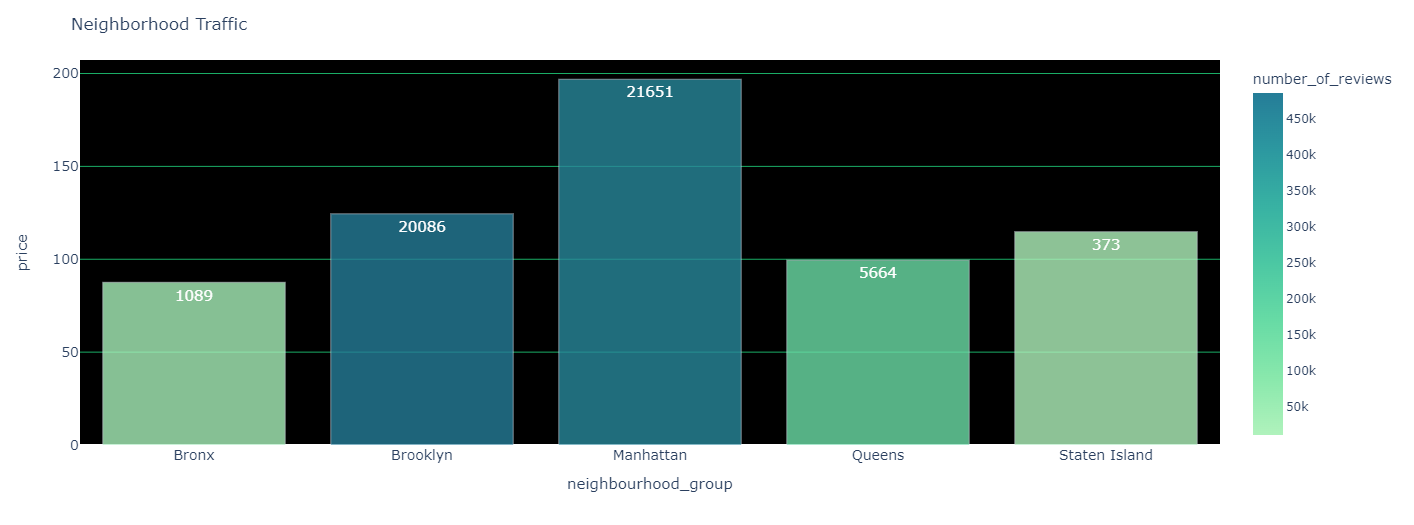 Neighborhood Traffic
price
200
150
100
50
0
1089
20086
21651
5664
373
Bronx
Brooklyn
Manhattan
Queens
Staten Island
neighbourhood_group
number_of_reviews
450k
400k
350k
300k
250k
200k
150k
100k
50k